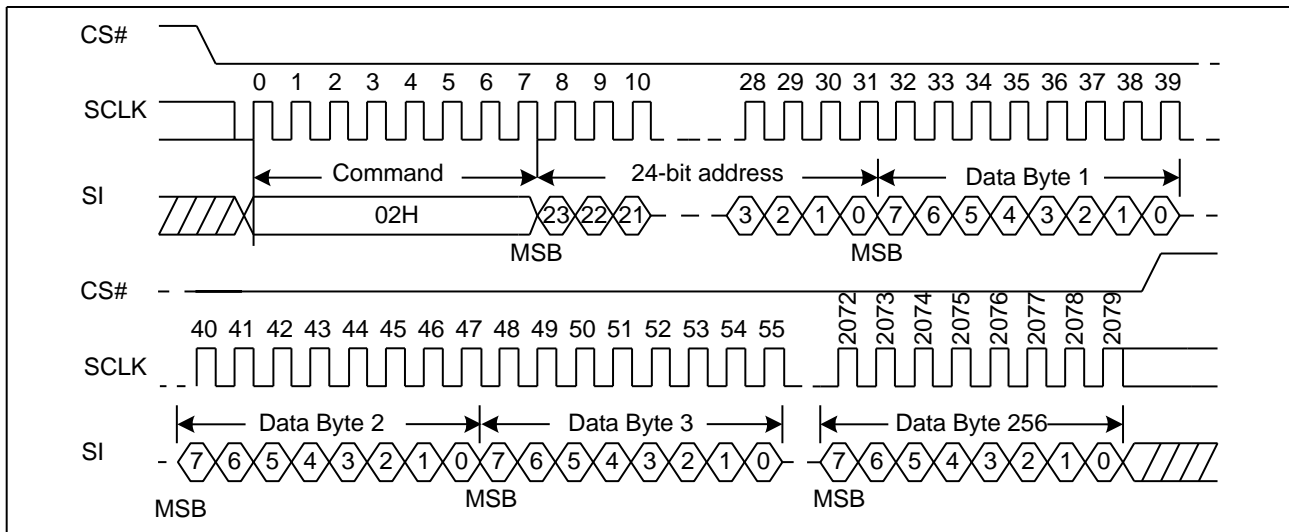 CS#
0 1 2 3 4 5 6 7 8 9 10 28 29 30 31 32 33 34 35 36 37 38 39
SCLK
Command 24-bit address Data Byte 1
SI
02H 23 22 21 3 2 1 0 7 6 5 4 3 2 1 0
MSB MSB
CS#
40 41 42 43 44 45 46 47 48 49 50 51 52 53 54 55 2072 2073 2074 2075 2076 2077 2078 2079
SCLK
Data Byte 2 Data Byte 3 Data Byte 256
SI
7 6 5 4 3 2 1 0 7 6 5 4 3 2 1 0 7 6 5 4 3 2 1 0
MSB MSB MSB